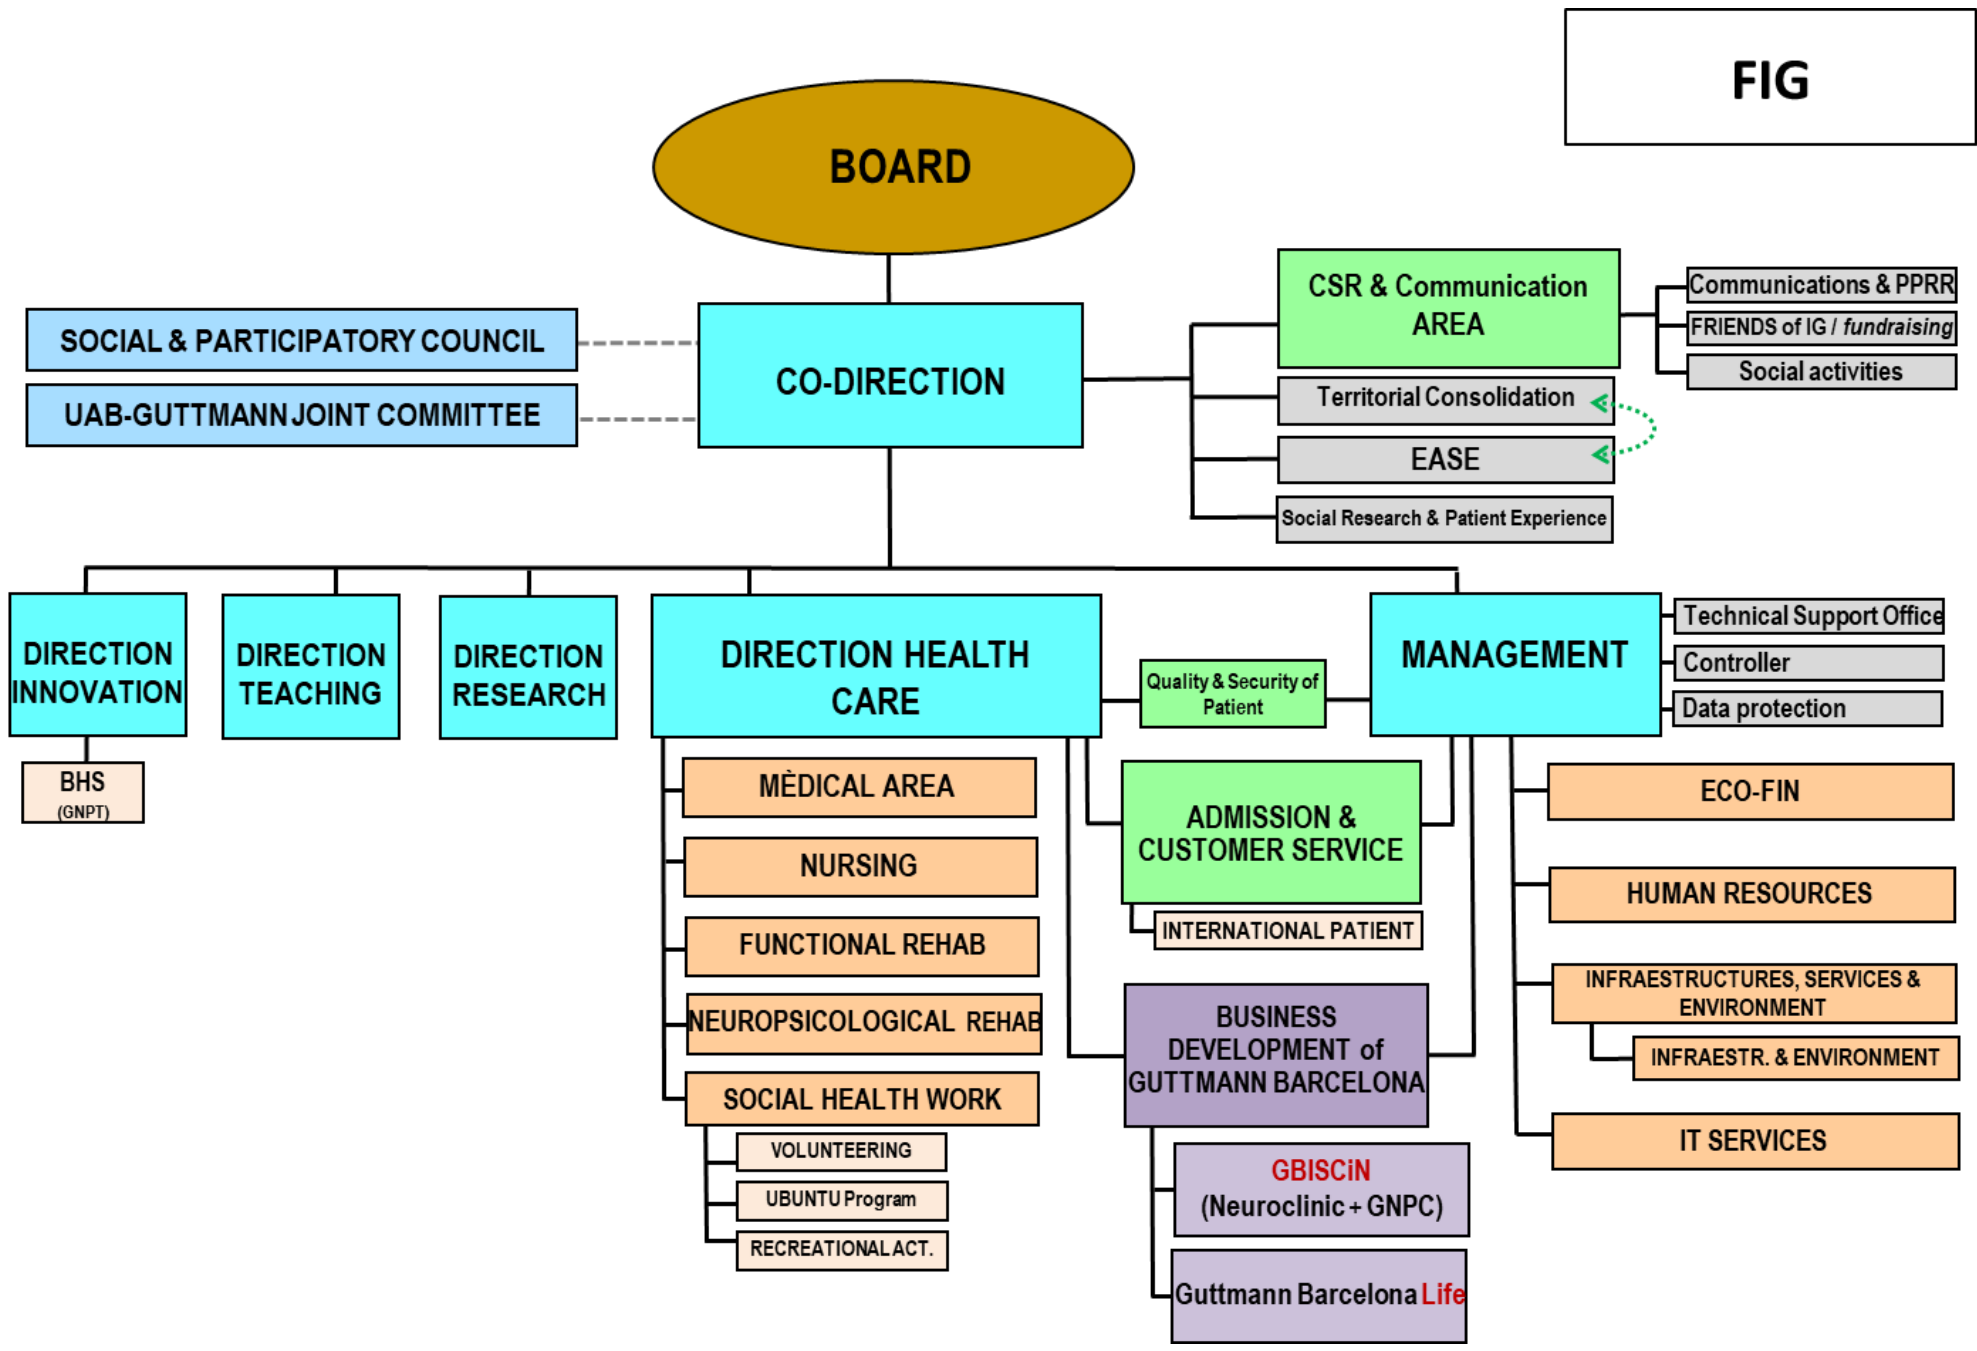 FIG
BOARD
CSR & Communication
AREA
Communications & PPRR
FRIENDS of IG / fundraising
Social activities
SOCIAL & PARTICIPATORY COUNCIL
UAB-GUTTMANN JOINT COMMITTEE
CO-DIRECTION
Territorial Consolidation
EASE
Social Research & Patient Experience
DIRECTION
INNOVATION
DIRECTION
TEACHING
DIRECTION
RESEARCH
DIRECTION HEALTH
CARE
Quality & Security of
Patient
MANAGEMENT
Technical Support Office
Controller
Data protection
BHS
(GNPT)
MÈDICAL AREA
NURSING
FUNCTIONAL REHAB
NEUROPSICOLOGICAL REHAB
SOCIAL HEALTH WORK
VOLUNTEERING
UBUNTU Program
RECREATIONAL ACT.
ADMISSION &
CUSTOMER SERVICE
INTERNATIONAL PATIENT
BUSINESS
DEVELOPMENT of
GUTTMANN BARCELONA
GBISCiN
(Neuroclinic + GNPC)
Guttmann Barcelona Life
ECO-FIN
HUMAN RESOURCES
INFRAESTRUCTURES, SERVICES &
ENVIRONMENT
INFRAESTR. & ENVIRONMENT
IT SERVICES